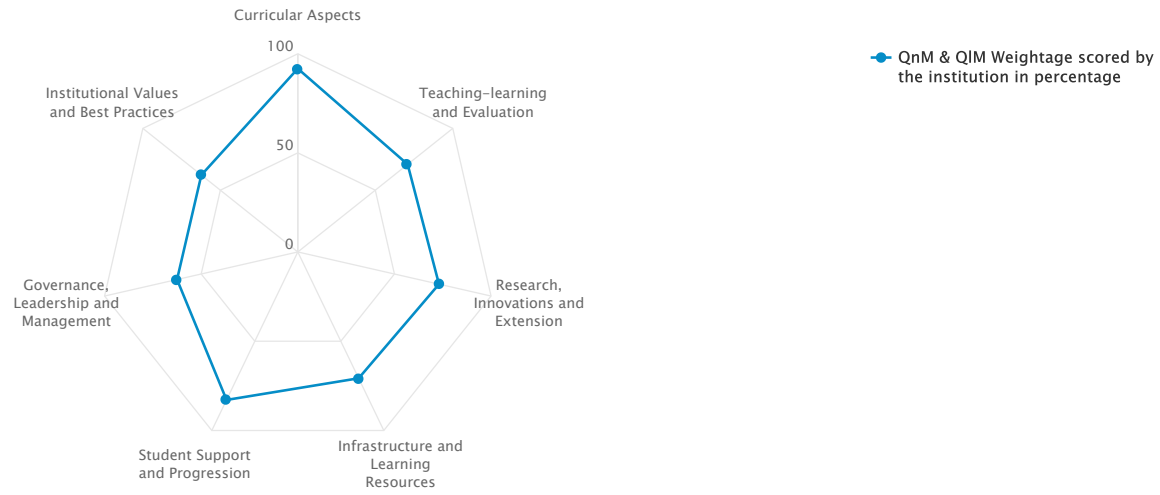 Curricular Aspects
100
QnM & QlM Weightage scored by
the institution in percentage
Institutional Values
and Best Practices
Teaching-learning
and Evaluation
50
0
Governance,
Leadership and
Management
Research,
Innovations and
Extension
Student Support
and Progression
Infrastructure and
Learning
Resources